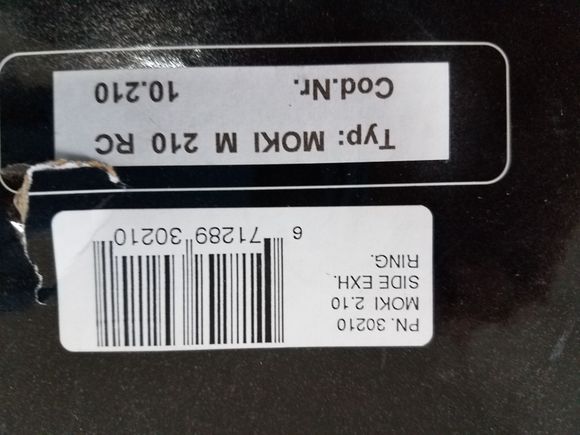 PN. 30210
MOKI 2.10
SIDE EXH.
RING.
6 71289 30210
Typ: MOKI M 210 RC
Cod.Nr. 10.210